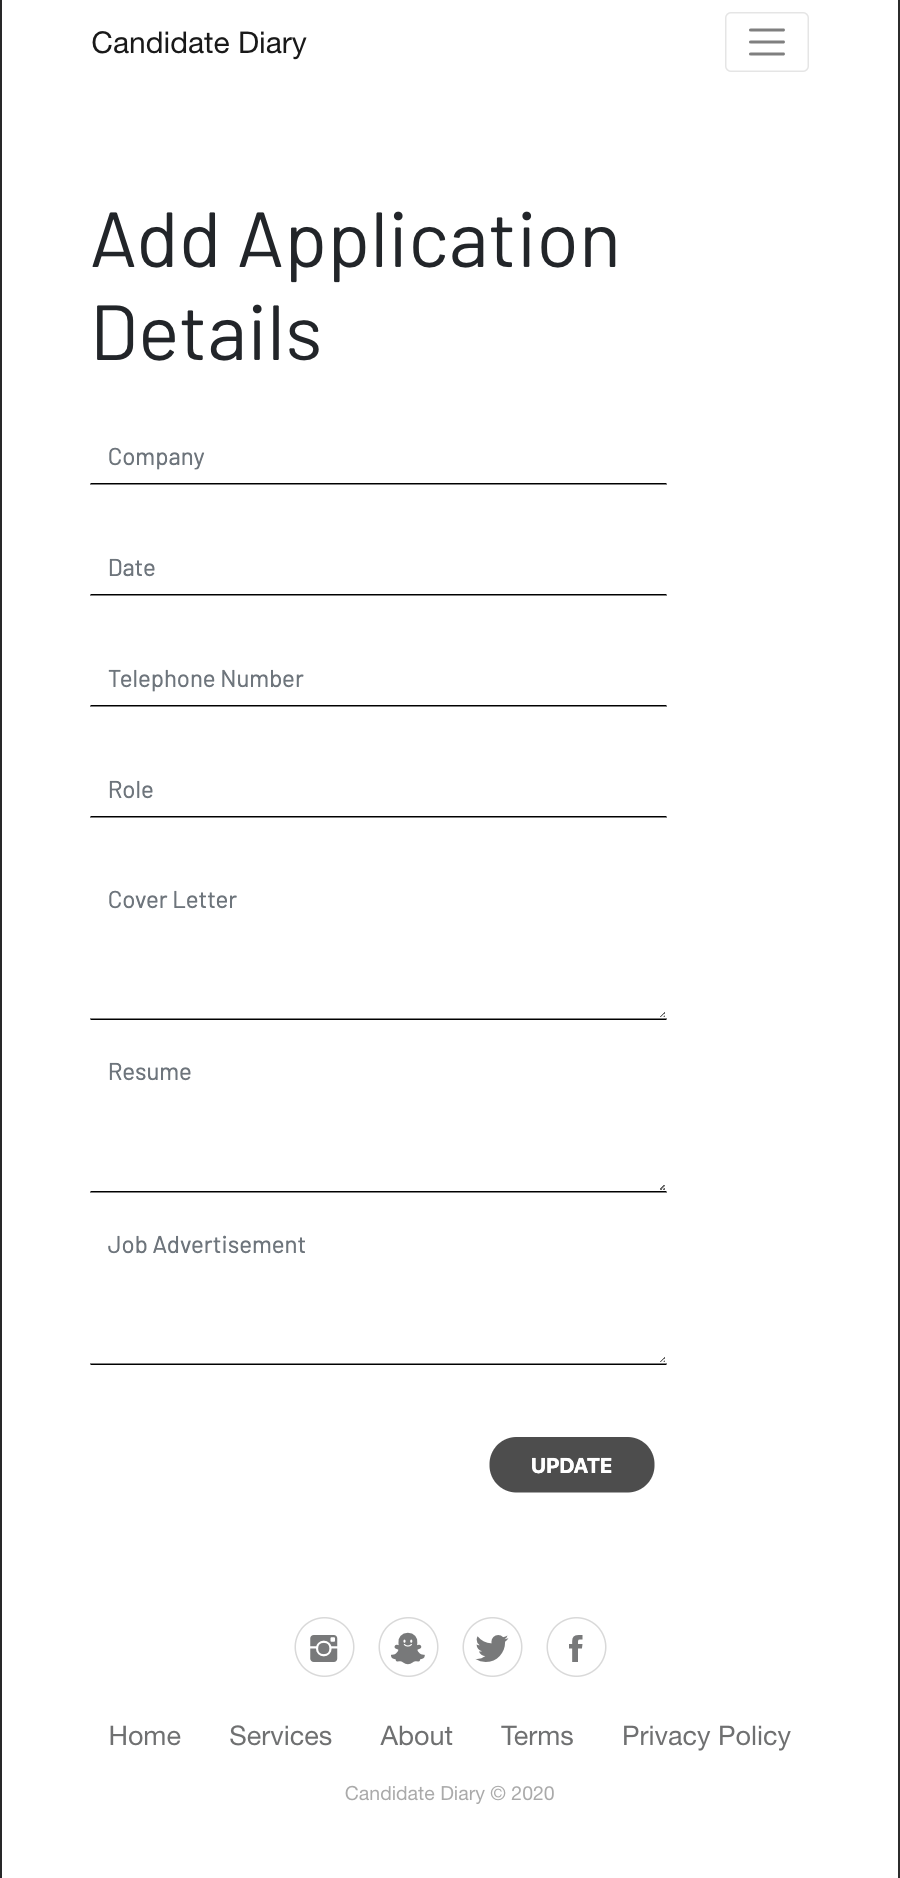 Candidate Diary
Add Application
Details
Company
Date
Telephone Number
Role
Cover Letter
Resume
Job Advertisement
UPDATE
Home Services About Terms Privacy Policy
Candidate Diary © 2020